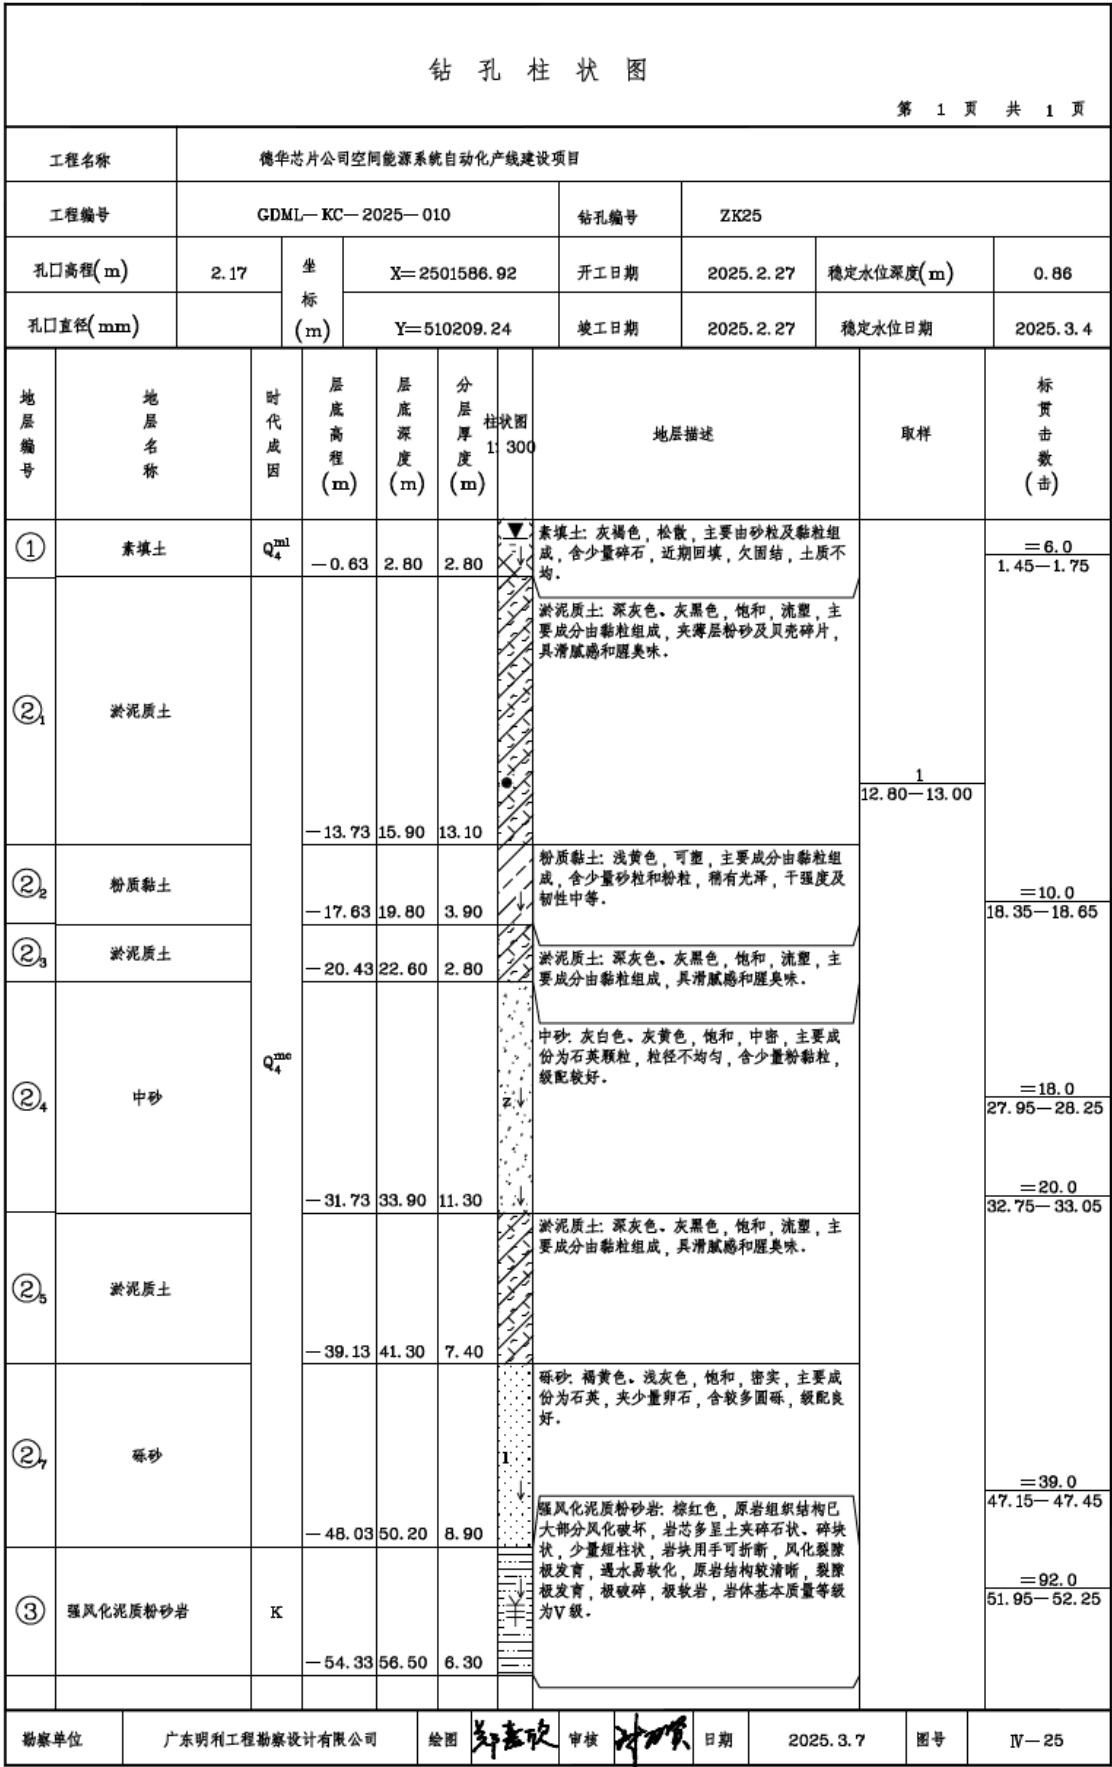 钻孔柱状图
第 1 页 共 1 页
工程名称 德华芯片公司空间能源系统自动化产线建设项目
工程编号 GDML－KC－2025－010 钻孔编号 ZK25
孔口高程(m) 2.17 坐标(m) X=2501586.92 开工日期 2025.2.27 稳定水位深度(m) 0.86
孔口直径(mm) Y=510209.24 竣工日期 2025.2.27 稳定水位日期 2025.3.4
地层编号 地层名称 时代成因 层底高程(m) 层底深度(m) 分层厚度(m) 柱状图 1:300 地层描述 取样 标贯击数(击)
① 素填土 Q₄ᵐˡ －0.63 2.80 2.80
素填土: 灰褐色，松散，主要由砂粒及黏粒组
成，含少量碎石，近期回填，欠固结，土质不
均.
=6.0
1.45－1.75
②₁ 淤泥质土 －13.73 15.90 13.10
淤泥质土: 深灰色、灰黑色，饱和，流塑，主
要成分由黏粒组成，夹薄层粉砂及贝壳碎片，
具滑腻感和腥臭味.
1
12.80－13.00
②₂ 粉质黏土 －17.63 19.80 3.90
粉质黏土: 浅黄色，可塑，主要成分由黏粒组
成，含少量砂粒和粉粒，稍有光泽，干强度及
韧性中等.
=10.0
18.35－18.65
②₃ 淤泥质土 －20.43 22.60 2.80
淤泥质土: 深灰色、灰黑色，饱和，流塑，主
要成分由黏粒组成，具滑腻感和腥臭味.
Q₄ᵐᶜ
②₄ 中砂 －31.73 33.90 11.30
中砂: 灰白色、灰黄色，饱和，中密，主要成
份为石英颗粒，粒径不均匀，含少量粉黏粒，
级配较好.
z
=18.0
27.95－28.25
=20.0
32.75－33.05
②₅ 淤泥质土 －39.13 41.30 7.40
淤泥质土: 深灰色、灰黑色，饱和，流塑，主
要成分由黏粒组成，具滑腻感和腥臭味.
②₇ 砾砂 －48.03 50.20 8.90
砾砂: 褐黄色、浅灰色，饱和，密实，主要成
份为石英，夹少量卵石，含较多圆砾，级配良
好.
1
=39.0
47.15－47.45
③ 强风化泥质粉砂岩 K －54.33 56.50 6.30
强风化泥质粉砂岩: 棕红色，原岩组织结构已
大部分风化破坏，岩芯多呈土夹碎石状、碎块
状，少量短柱状，岩块用手可折断，风化裂隙
极发育，遇水易软化，原岩结构较清晰，裂隙
极发育，极破碎，极软岩，岩体基本质量等级
为V级.
=92.0
51.95－52.25
勘察单位 广东明利工程勘察设计有限公司 绘图 郑嘉欣 审核 日期 2025.3.7 图号 Ⅳ－25